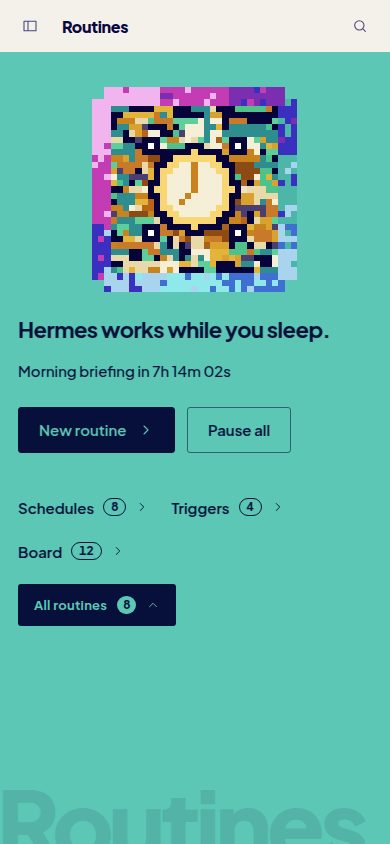 Routines
Hermes works while you sleep.
Morning briefing in 7h 14m 02s
New routine
Pause all
Schedules 8
Triggers 4
Board 12
All routines 8
Routines